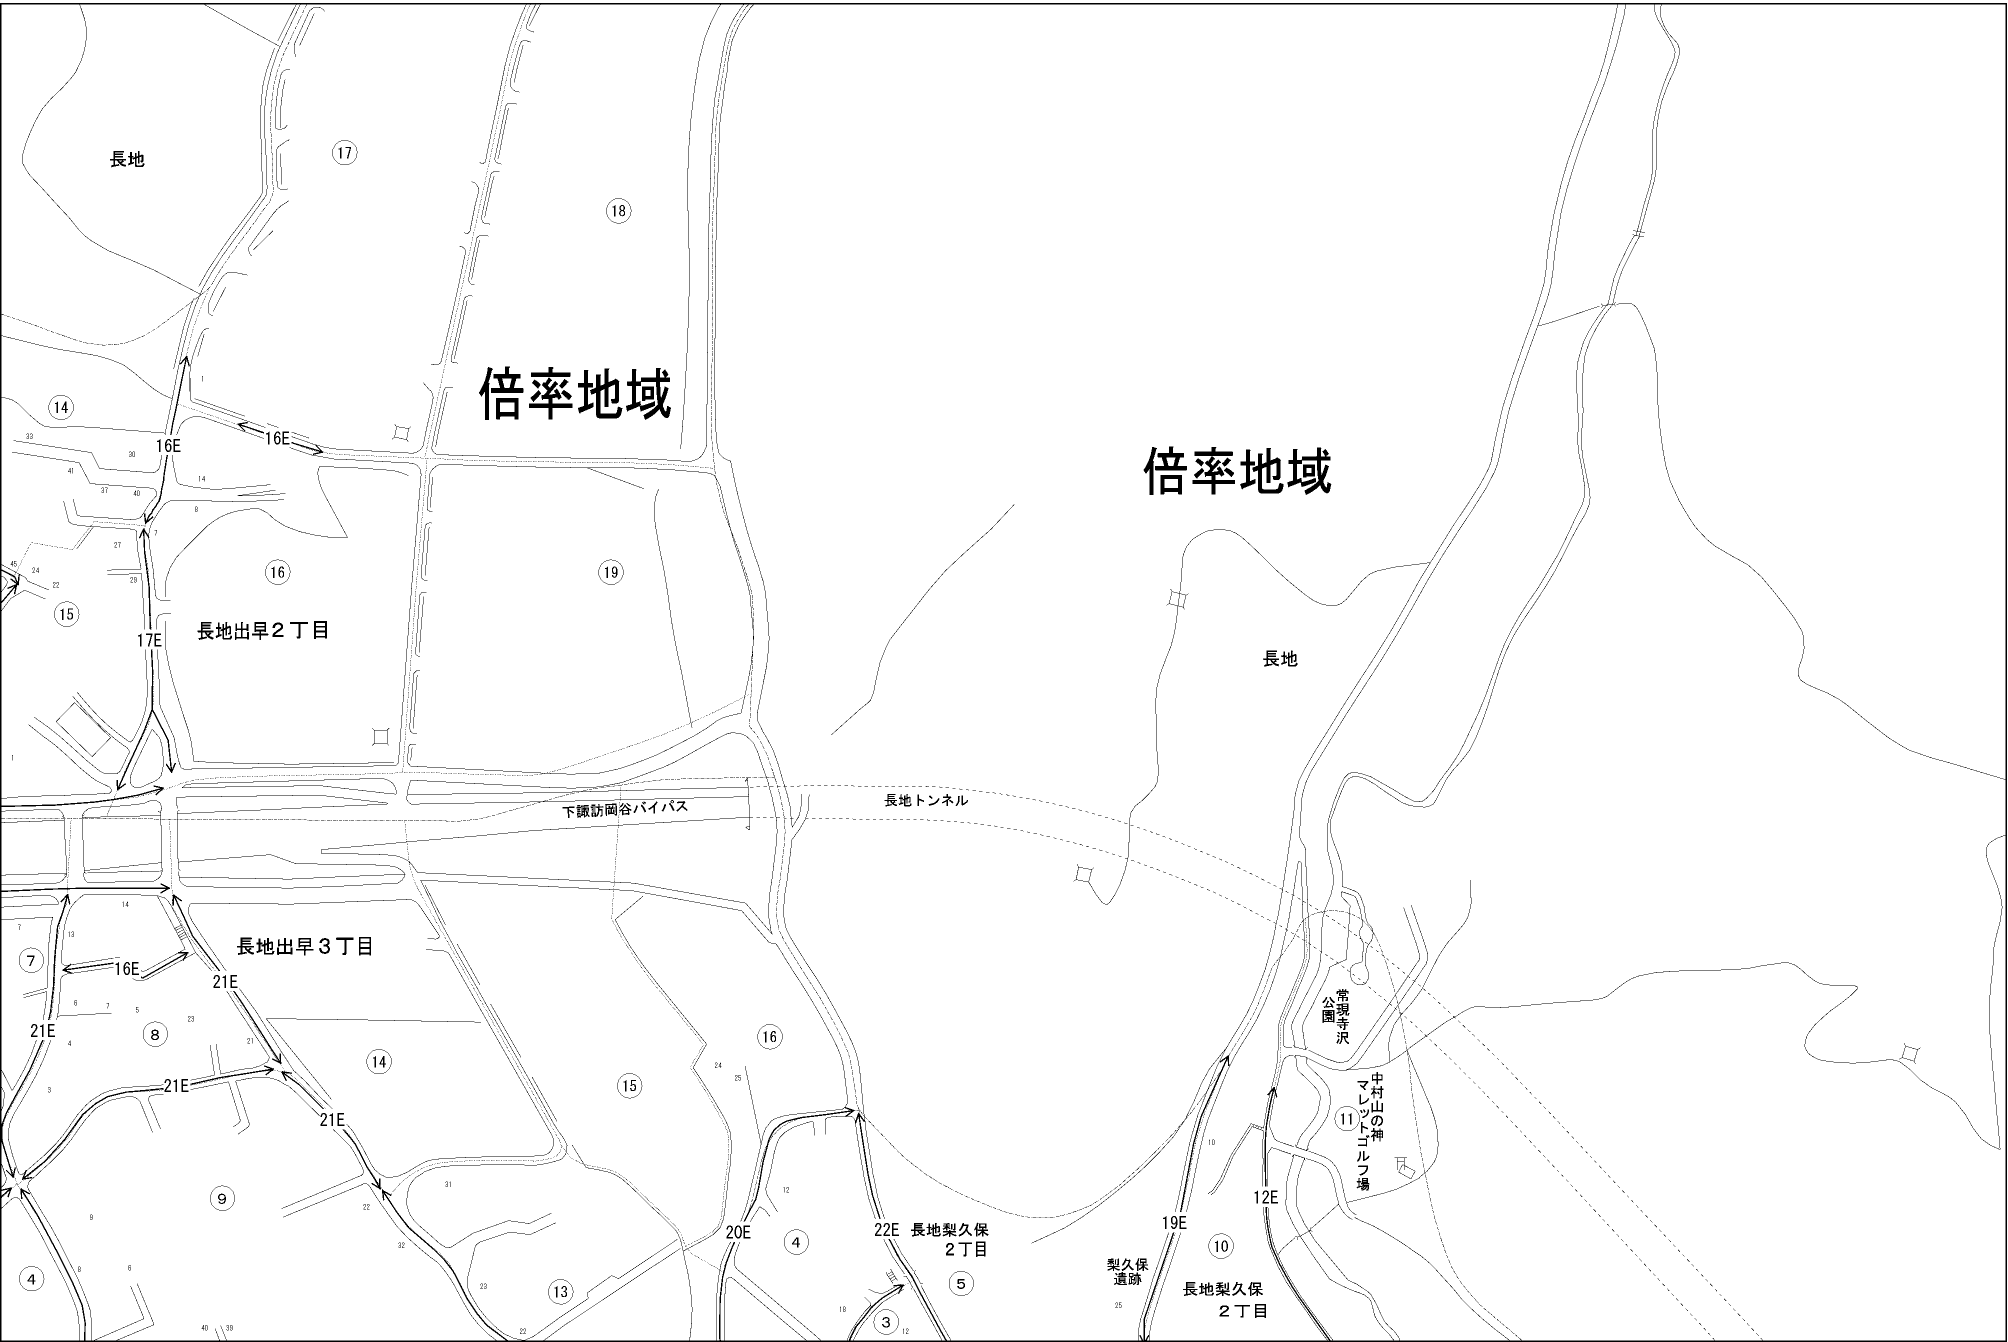 長地
17
18
倍率地域
1
14
33
16E
16E
30
倍率地域
41
14
37
40
8
7
27
45
24
22
29
16
19
15
17E
長地出早2丁目
長地
1
長地トンネル
下諏訪岡谷バイパス
14
7
13
長地出早3丁目
7
16E
21E
常現寺沢
公園
6
7
5
23
21E
8
16
4
21
14
24
25
15
21E
中村山の神
マレットゴルフ場
3
11
21E
10
31
12
9
22
12E
9
20E
22E
長地梨久保
2丁目
19E
32
4
10
8
6
4
23
13
5
梨久保
遺跡
長地梨久保
2丁目
25
18
3
12
22
40
39